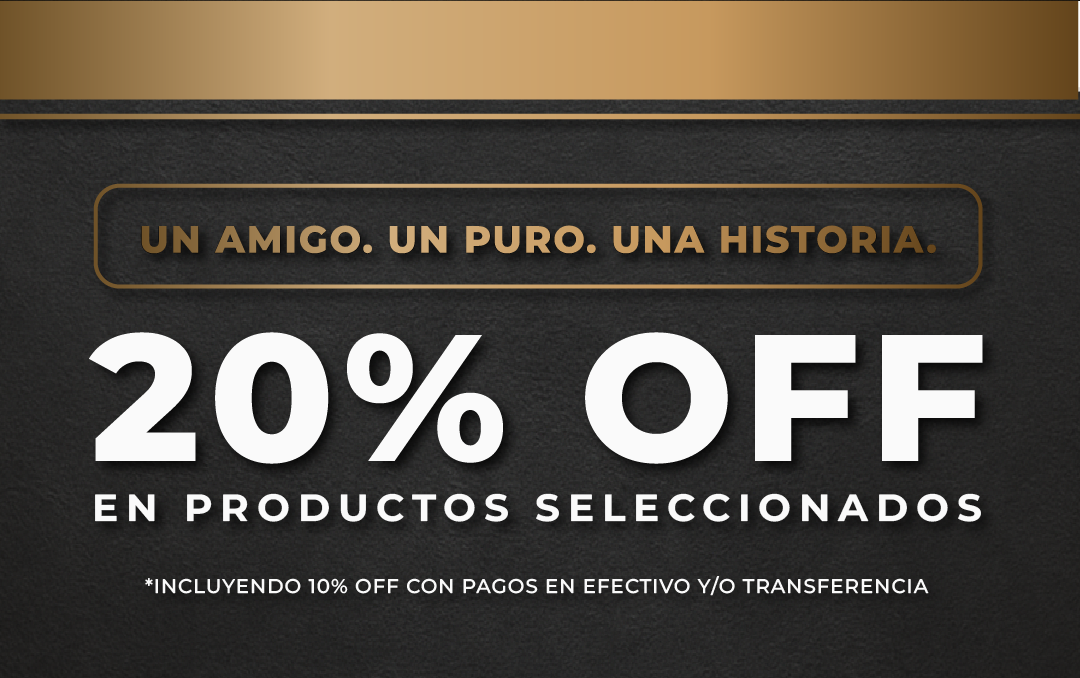 UN AMIGO. UN PURO. UNA HISTORIA.
20% OFF
EN PRODUCTOS SELECCIONADOS
*INCLUYENDO 10% OFF CON PAGOS EN EFECTIVO Y/O TRANSFERENCIA